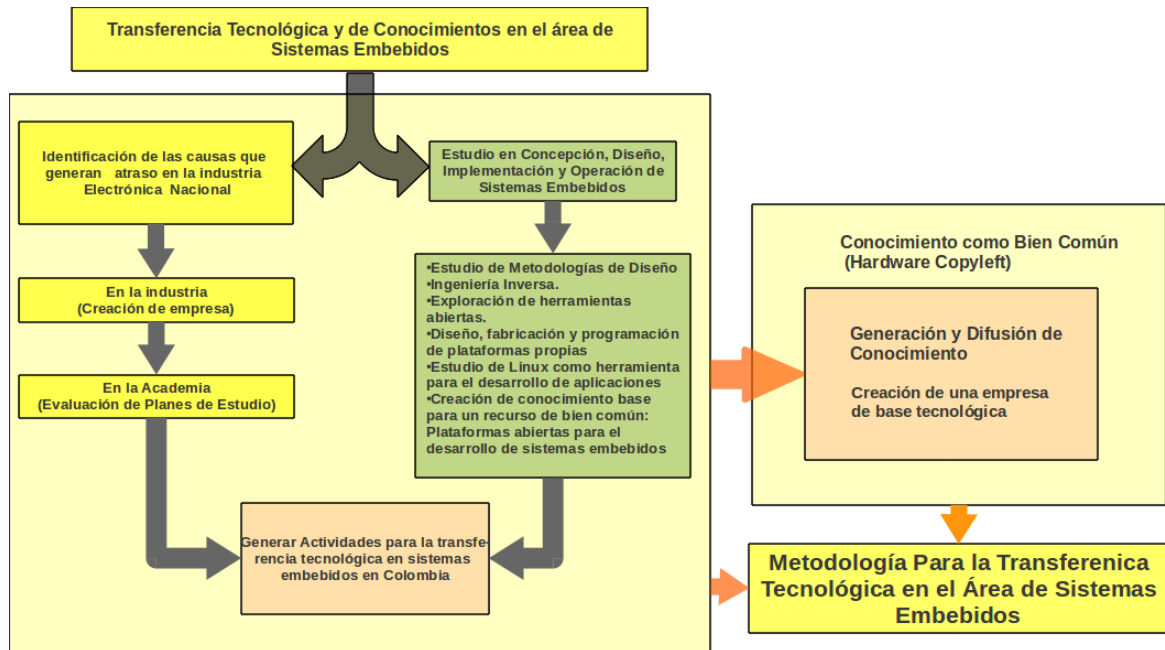 Transferencia Tecnológica y de Conocimientos en el área de
Sistemas Embebidos
Identificación de las causas que
generan atraso en la industria
Electrónica Nacional
En la industria
(Creación de empresa)
En la Academia
(Evaluación de Planes de Estudio)
Estudio en Concepción, Diseño,
Implementación y Operación de
Sistemas Embebidos
•Estudio de Metodologías de Diseño
•Ingeniería Inversa.
•Exploración de herramientas
abiertas.
•Diseño, fabricación y programación
de plataformas propias
•Estudio de Linux como herramienta
para el desarrollo de aplicaciones
•Creación de conocimiento base
para un recurso de bien común:
Plataformas abiertas para el
desarrollo de sistemas embebidos
Generar Actividades para la transfe-
rencia tecnológica en sistemas
embebidos en Colombia
Conocimiento como Bien Común
(Hardware Copyleft)
Generación y Difusión de
Conocimiento
Creación de una empresa
de base tecnológica
Metodología Para la Transferenica
Tecnológica en el Área de Sistemas
Embebidos